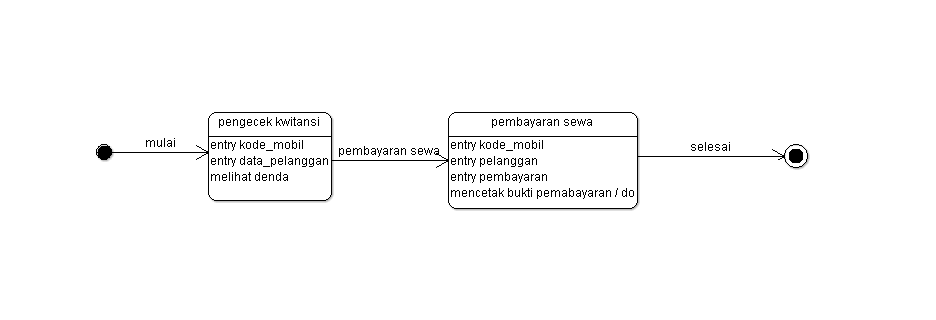 mulai
pengecek kwitansi
entry kode_mobil
entry data_pelanggan
melihat denda
pembayaran sewa
pembayaran sewa
entry kode_mobil
entry pelanggan
entry pembayaran
mencetak bukti pemabayaran / do
selesai